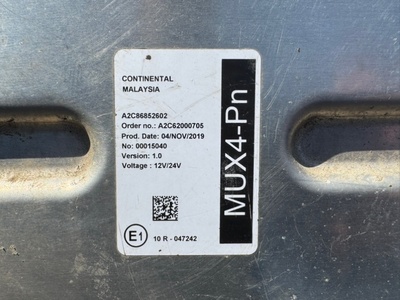 CONTINENTAL
MALAYSIA
A2C86852602
Order no.: A2C62000705
Prod. Date: 04/NOV/2019
No: 00015040
Version: 1.0
Voltage : 12V/24V
E1
10 R - 047242
MUX4-Pn